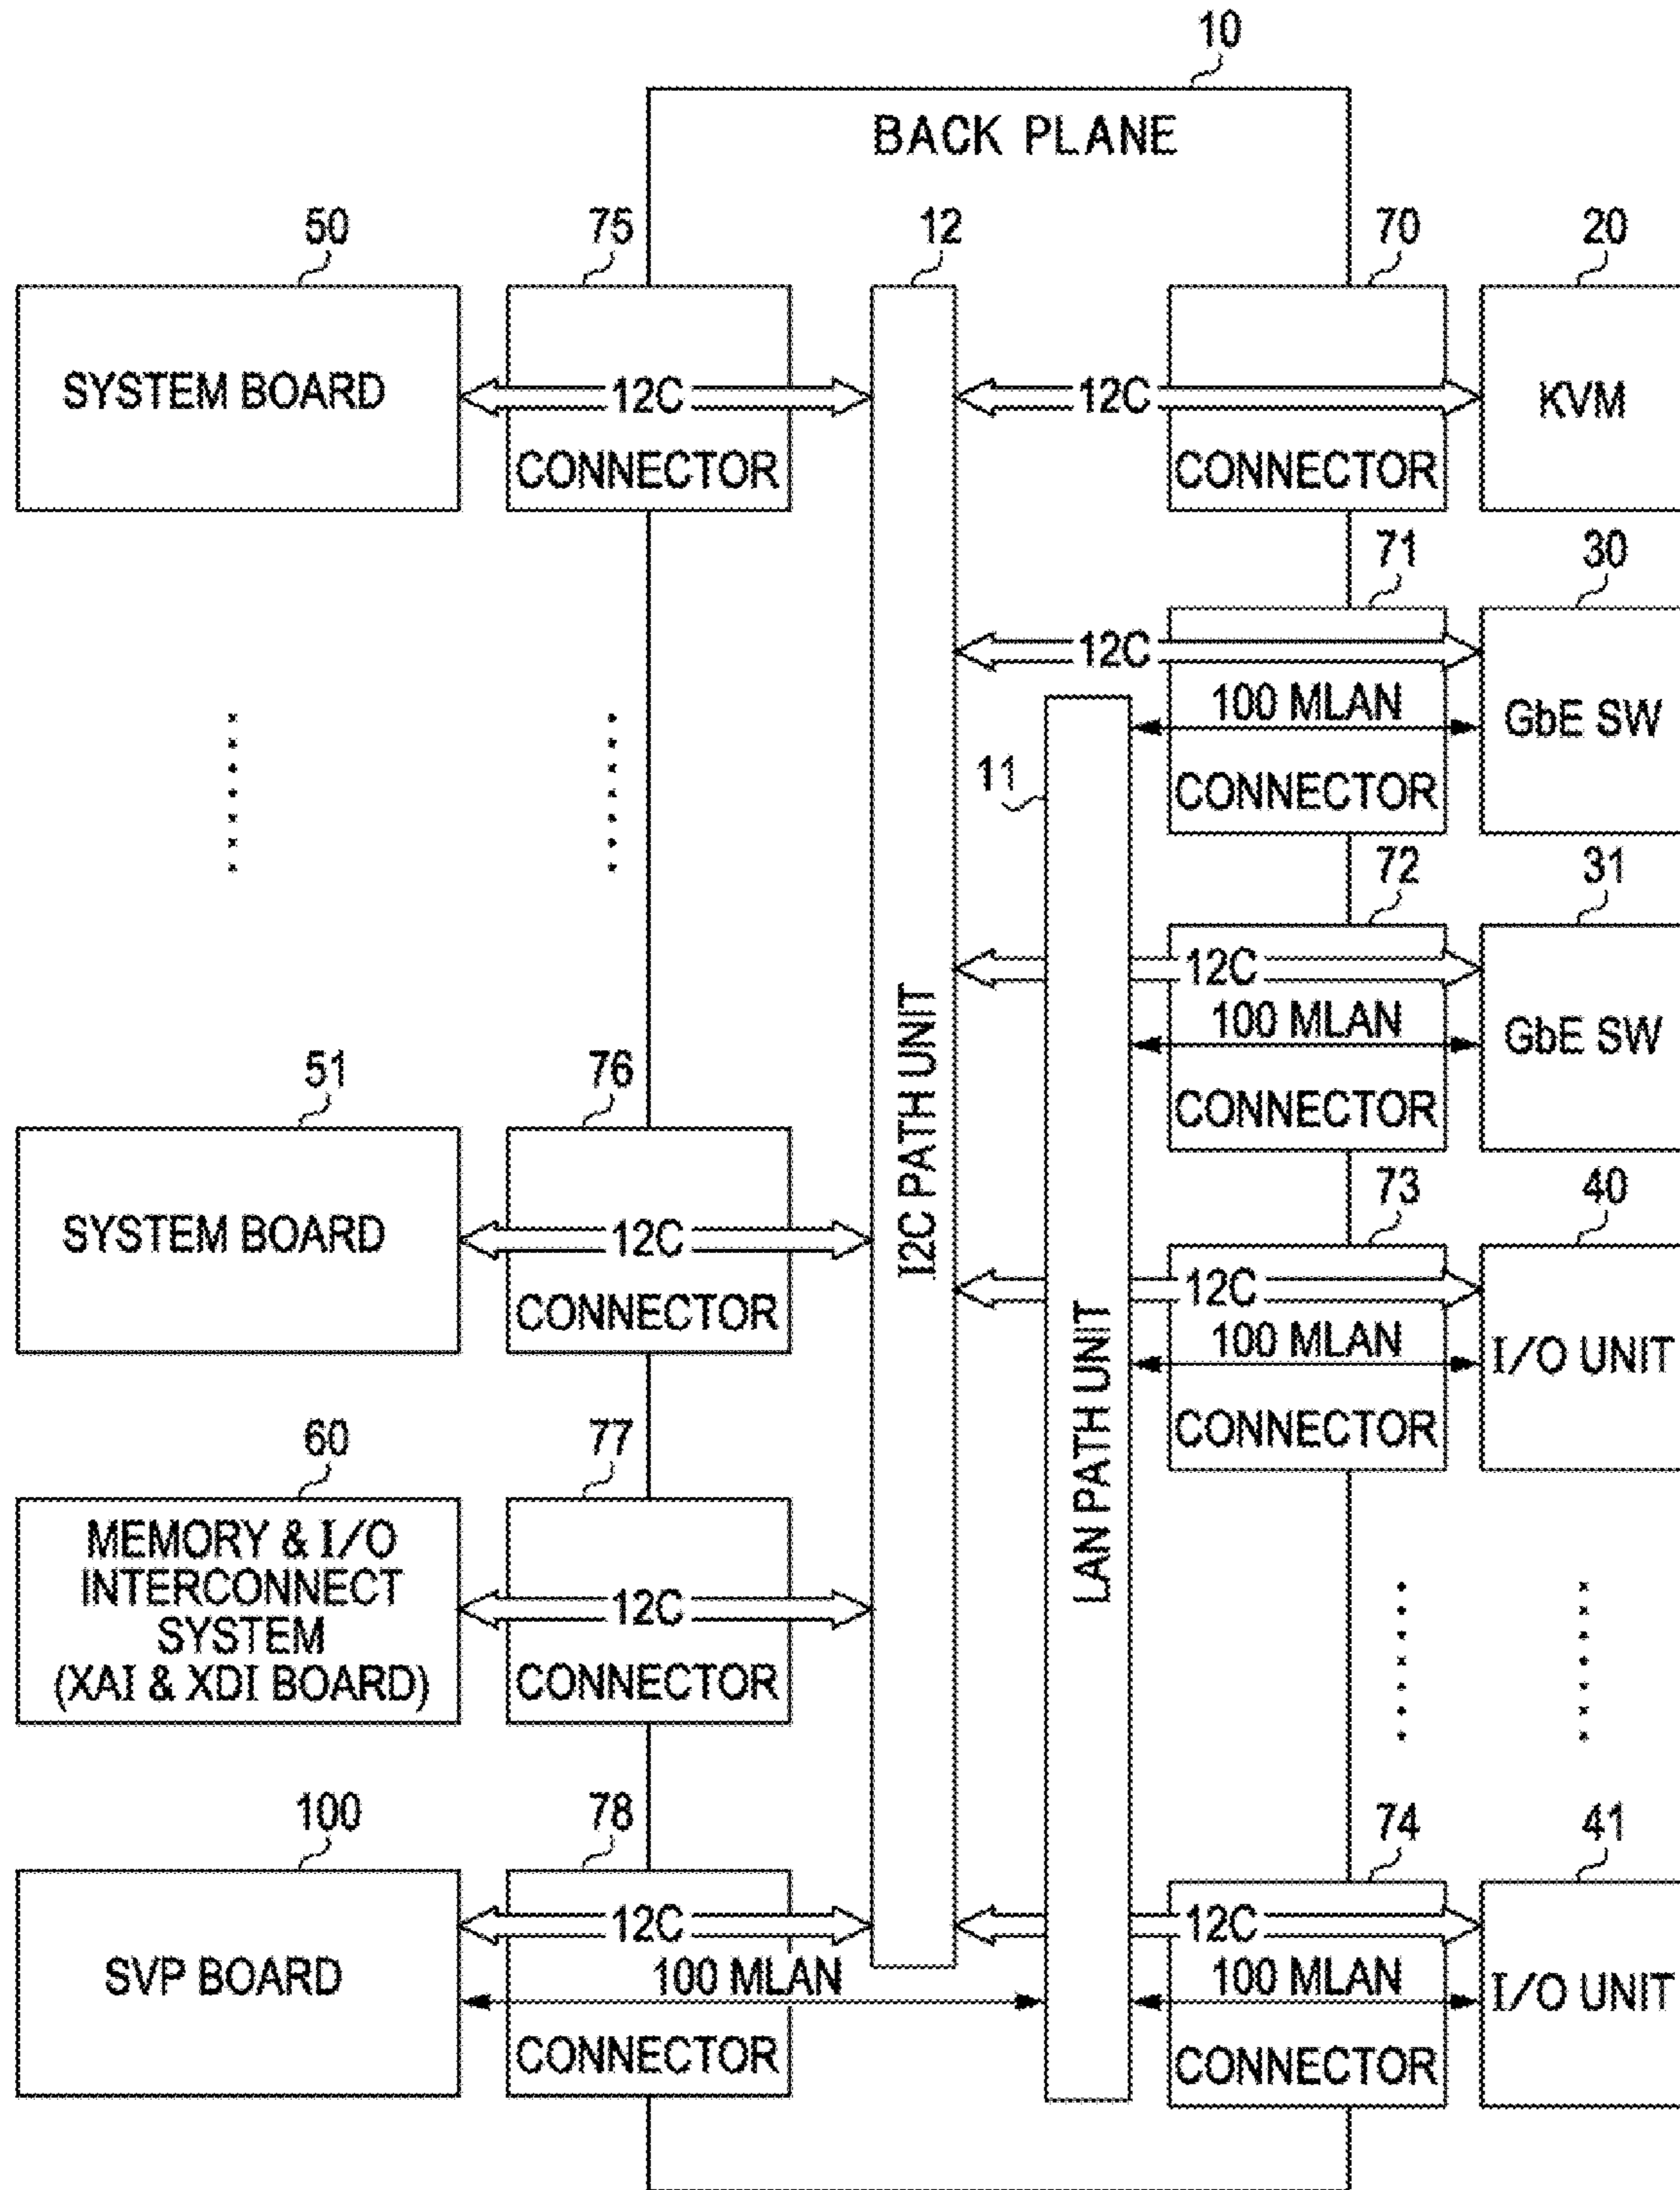 10
BACK PLANE
50
75
12
70
20
SYSTEM BOARD
12C
CONNECTOR
12C
CONNECTOR
KVM
71
30
12C
100 MLAN
CONNECTOR
GbE SW
11
72
31
12C
100 MLAN
CONNECTOR
GbE SW
I2C PATH UNIT
51
76
SYSTEM BOARD
12C
CONNECTOR
73
40
12C
100 MLAN
CONNECTOR
I/O UNIT
LAN PATH UNIT
60
77
MEMORY & I/O
INTERCONNECT
SYSTEM
(XAI & XDI BOARD)
12C
CONNECTOR
100
78
SVP BOARD
12C
100 MLAN
CONNECTOR
74
41
12C
100 MLAN
CONNECTOR
I/O UNIT